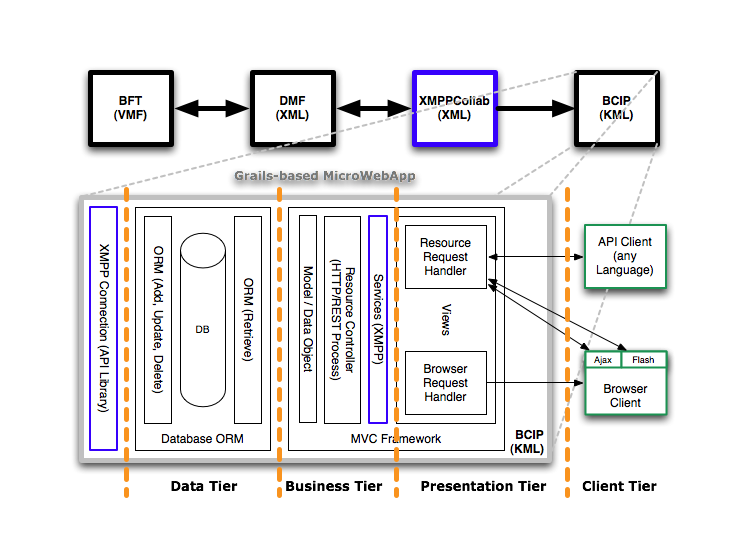 BFT
(VMF)
DMF
(XML)
XMPPCollab
(XML)
BCIP
(KML)
Grails-based MicroWebApp
XMPP Connection (API Library)
ORM (Add, Update, Delete)
DB
ORM (Retrieve)
Database ORM
Model / Data Object
Resource Controller
(HTTP/REST Process)
Services (XMPP)
Resource
Request
Handler
Views
Browser
Request
Handler
MVC Framework
BCIP
(KML)
API Client
(any
Language)
Ajax
Flash
Browser
Client
Data Tier
Business Tier
Presentation Tier
Client Tier